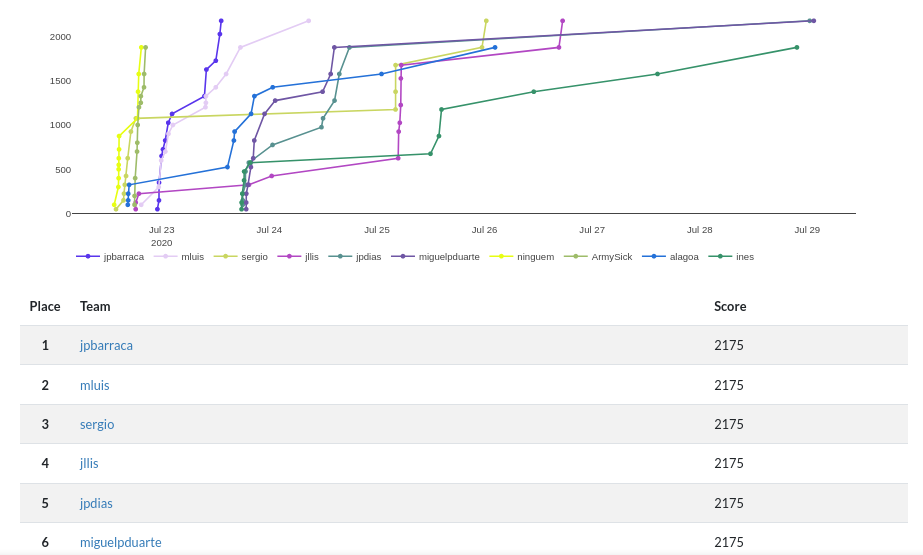 2000
1500
1000
500
0
Jul 23 Jul 24 Jul 25 Jul 26 Jul 27 Jul 28 Jul 29
2020
jpbarraca mluis sergio jllis jpdias miguelpduarte ninguem ArmySick alagoa ines
Place Team Score
1 jpbarraca 2175
2 mluis 2175
3 sergio 2175
4 jllis 2175
5 jpdias 2175
6 miguelpduarte 2175